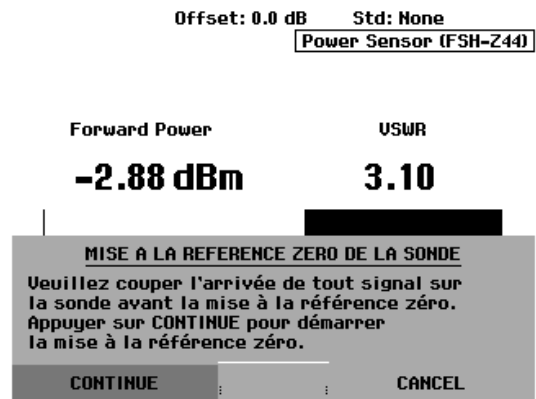 Offset: 0.0 dB Std: None
Power Sensor (FSH-Z44)
Forward Power VSWR
-2.88 dBm 3.10
MISE A LA REFERENCE ZERO DE LA SONDE
Veuillez couper l'arrivée de tout signal sur
la sonde avant la mise à la référence zéro.
Appuyer sur CONTINUE pour démarrer
la mise à la référence zéro.
CONTINUE CANCEL